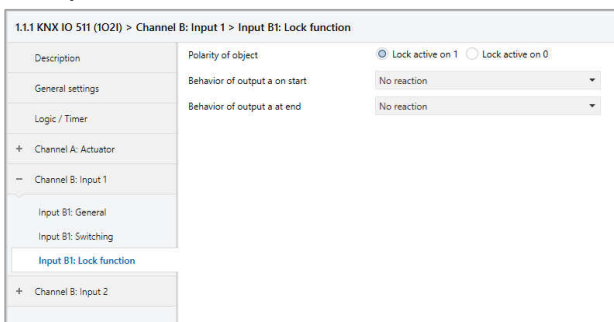 1.1.1 KNX IO 511 (1O2I) > Channel B: Input 1 > Input B1: Lock function
Description
General settings
Logic / Timer
+ Channel A: Actuator
− Channel B: Input 1
Input B1: General
Input B1: Switching
Input B1: Lock function
+ Channel B: Input 2
Polarity of object
Lock active on 1 Lock active on 0
Behavior of output a on start
No reaction
Behavior of output a at end
No reaction